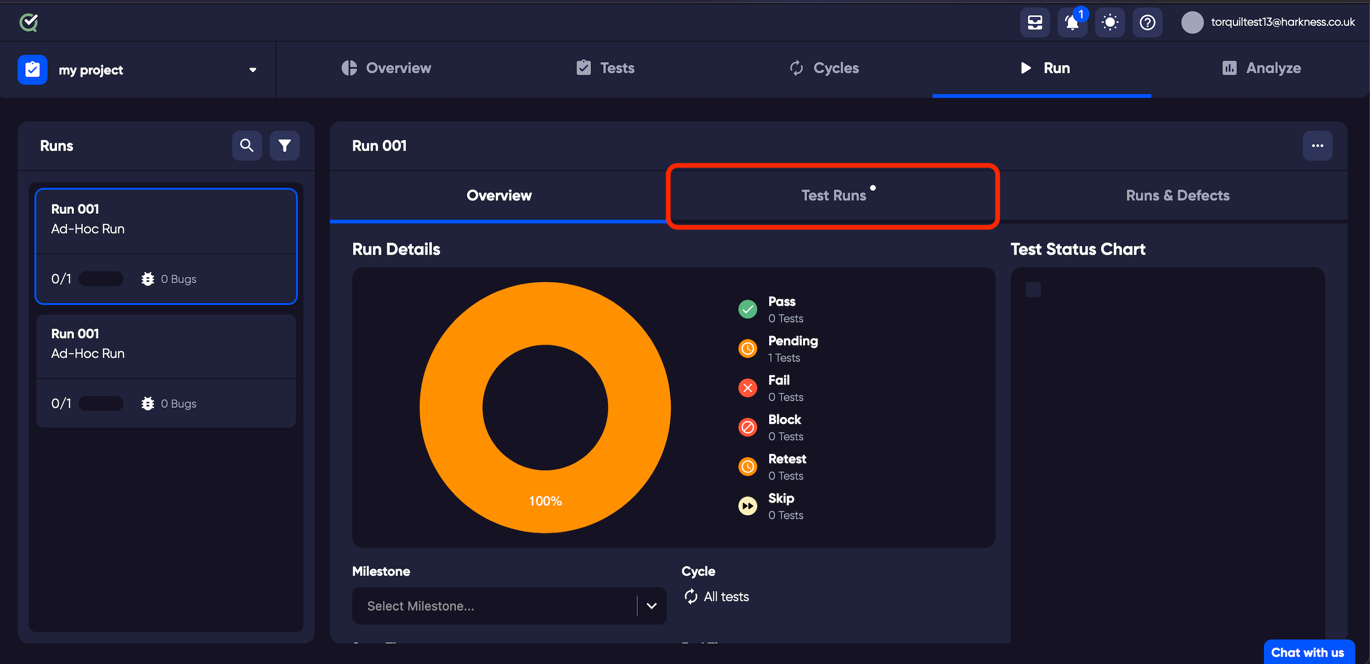 1
torquiltest13@harkness.co.uk
my project
Overview
Tests
Cycles
Run
Analyze
Runs
Run 001
Ad-Hoc Run
0/1
0 Bugs
Run 001
Ad-Hoc Run
0/1
0 Bugs
Run 001
Overview
Test Runs
Runs & Defects
Run Details
100%
Pass
0 Tests
Pending
1 Tests
Fail
0 Tests
Block
0 Tests
Retest
0 Tests
Skip
0 Tests
Test Status Chart
Milestone
Select Milestone...
Cycle
All tests
Chat with us